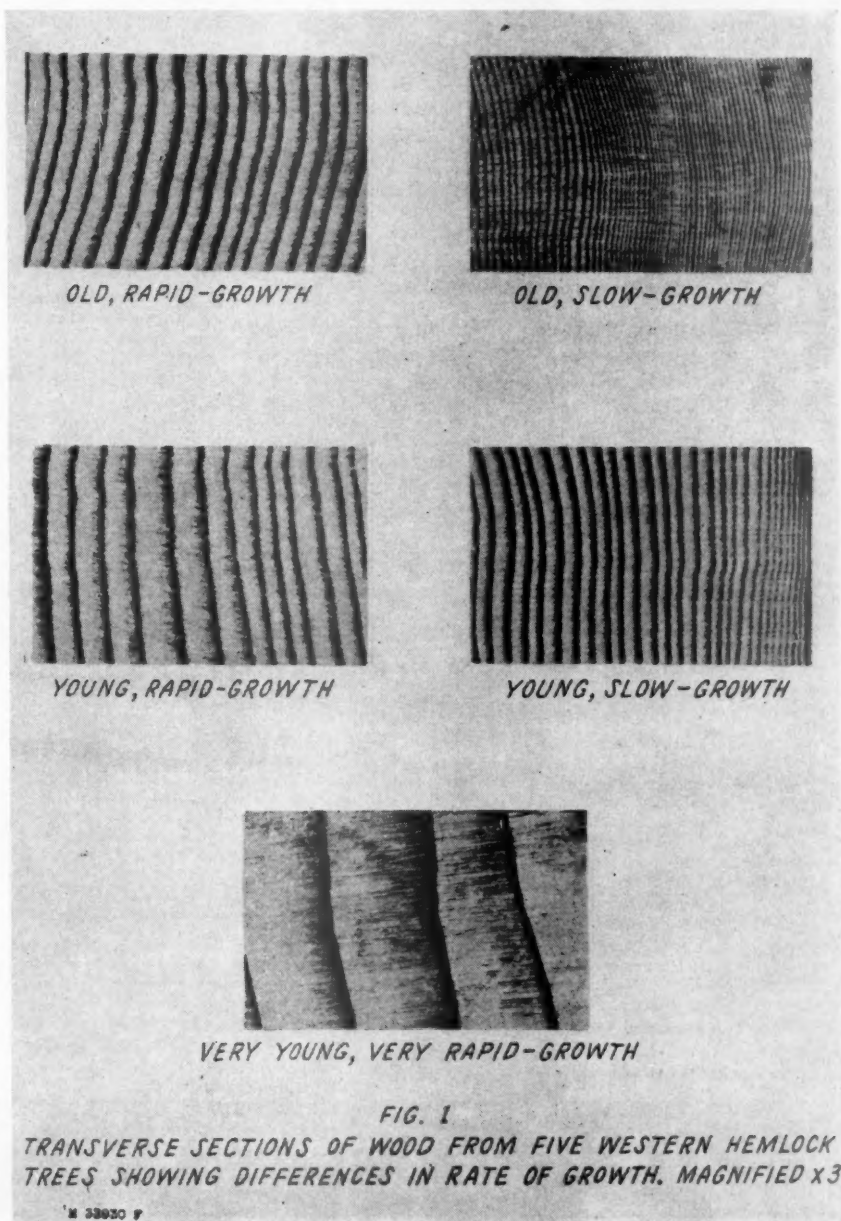 OLD, RAPID-GROWTH
OLD, SLOW-GROWTH
YOUNG, RAPID-GROWTH
YOUNG, SLOW-GROWTH
VERY YOUNG, VERY RAPID-GROWTH
FIG. 1
TRANSVERSE SECTIONS OF WOOD FROM FIVE WESTERN HEMLOCK
TREES SHOWING DIFFERENCES IN RATE OF GROWTH. MAGNIFIED x3
M 33930 F